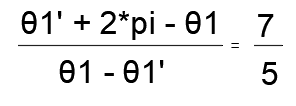 θ1' + 2*pi - θ1 = 7
θ1 - θ1' 5